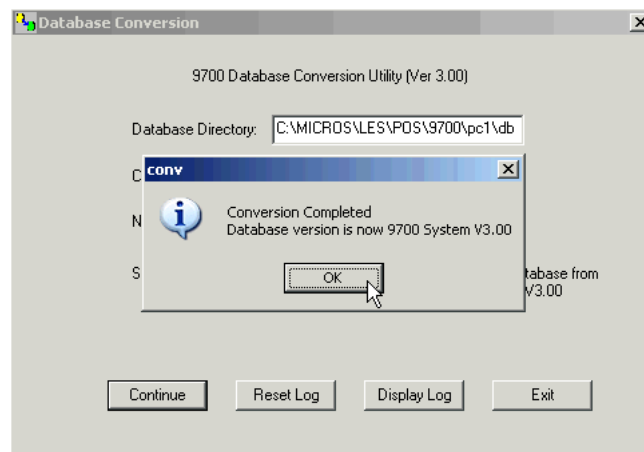 Database Conversion
9700 Database Conversion Utility (Ver 3.00)
Database Directory: C:\MICROS\LES\POS\9700\pc1\db
conv
Conversion Completed
Database version is now 9700 System V3.00
OK
tabase from
V3.00
Continue Reset Log Display Log Exit